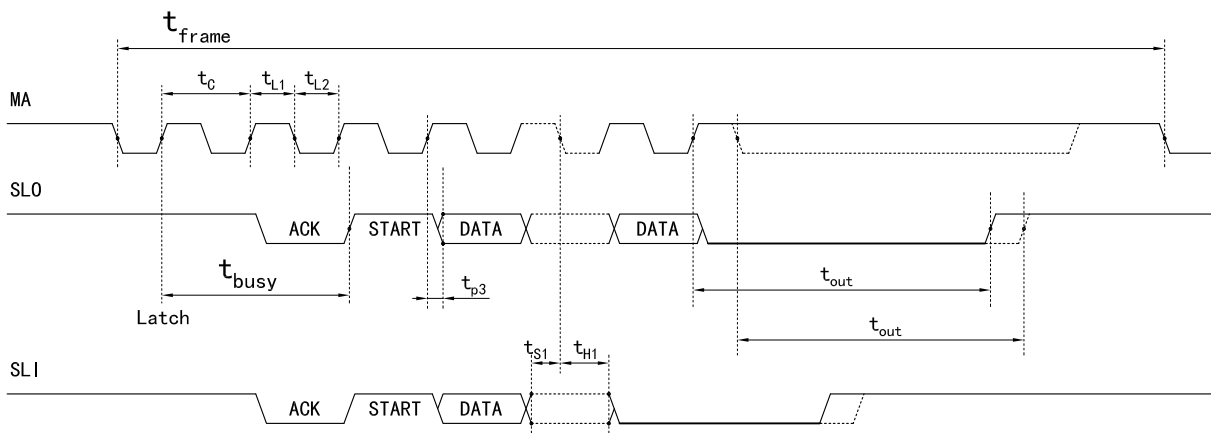 t_frame
t_C t_L1 t_L2
MA
SLO
ACK START DATA DATA
t_busy
t_p3
t_out
Latch
t_out
t_S1 t_H1
SLI
ACK START DATA